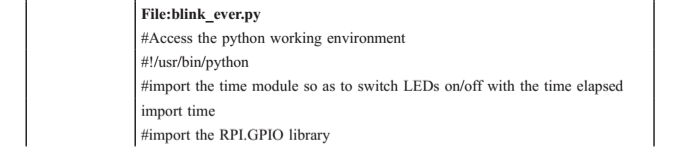 File:blink_ever.py
#Access the python working environment
#!/usr/bin/python
#import the time module so as to switch LEDs on/off with the time elapsed
import time
#import the RPI.GPIO library